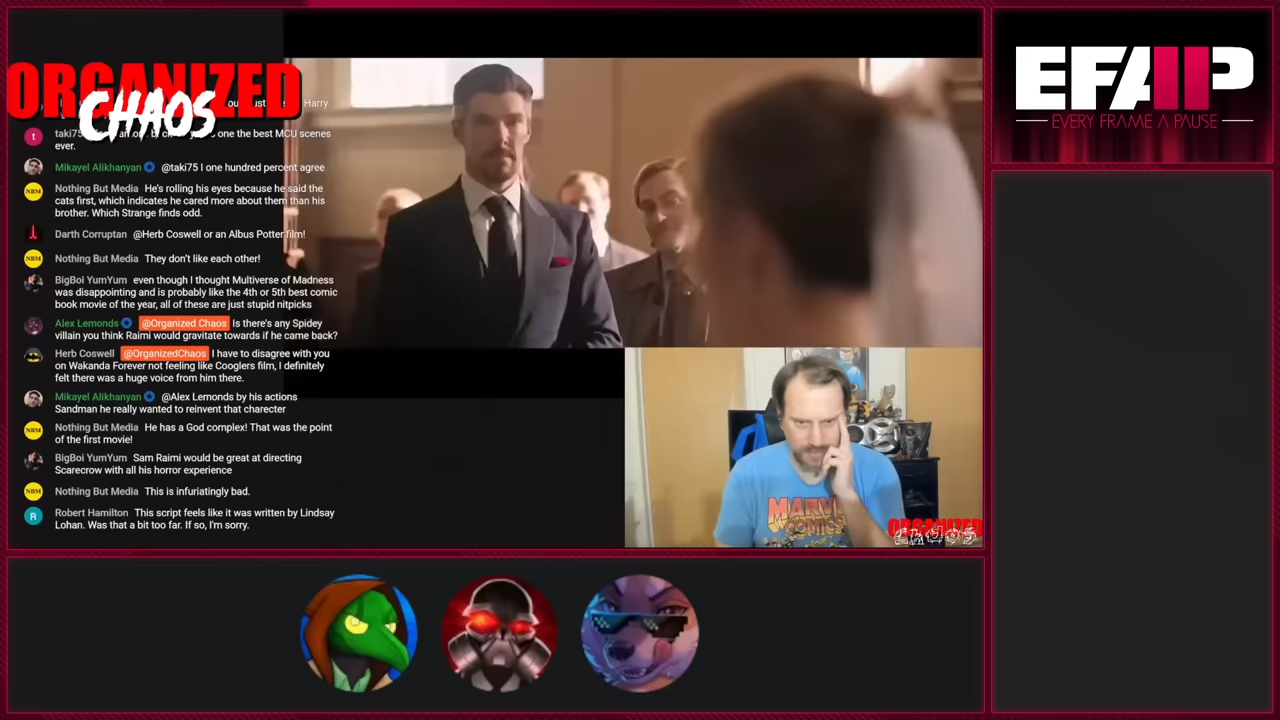 ORGANIZED
CHAOS
Harry
taki75 one the best MCU scenes
ever.
Mikayel Alikhanyan @taki75 I one hundred percent agree
Nothing But Media He's rolling his eyes because he said the
cats first, which indicates he cared more about them than his
brother. Which Strange finds odd.
Darth Corruptan @Herb Coswell or an Albus Potter film!
Nothing But Media They don't like each other!
BigBoi YumYum even though I thought Multiverse of Madness
was disappointing and is probably like the 4th or 5th best comic
book movie of the year, all of these are just stupid nitpicks
Alex Lemonds @Organized Chaos Is there's any Spidey
villain you think Raimi would gravitate towards if he came back?
Herb Coswell @OrganizedChaos I have to disagree with you
on Wakanda Forever not feeling like Cooglers film, I definitely
felt there was a huge voice from him there.
Mikayel Alikhanyan @Alex Lemonds by his actions
Sandman he really wanted to reinvent that charecter
Nothing But Media He has a God complex! That was the point
of the first movie!
BigBoi YumYum Sam Raimi would be great at directing
Scarecrow with all his horror experience
Nothing But Media This is infuriatingly bad.
Robert Hamilton This script feels like it was written by Lindsay
Lohan. Was that a bit too far. If so, I'm sorry.
t
NBM
NBM
NBM
NBM
R
MARVEL
COMICS
ORGANIZED
CHAOS
EFAP
EVERY FRAME A PAUSE